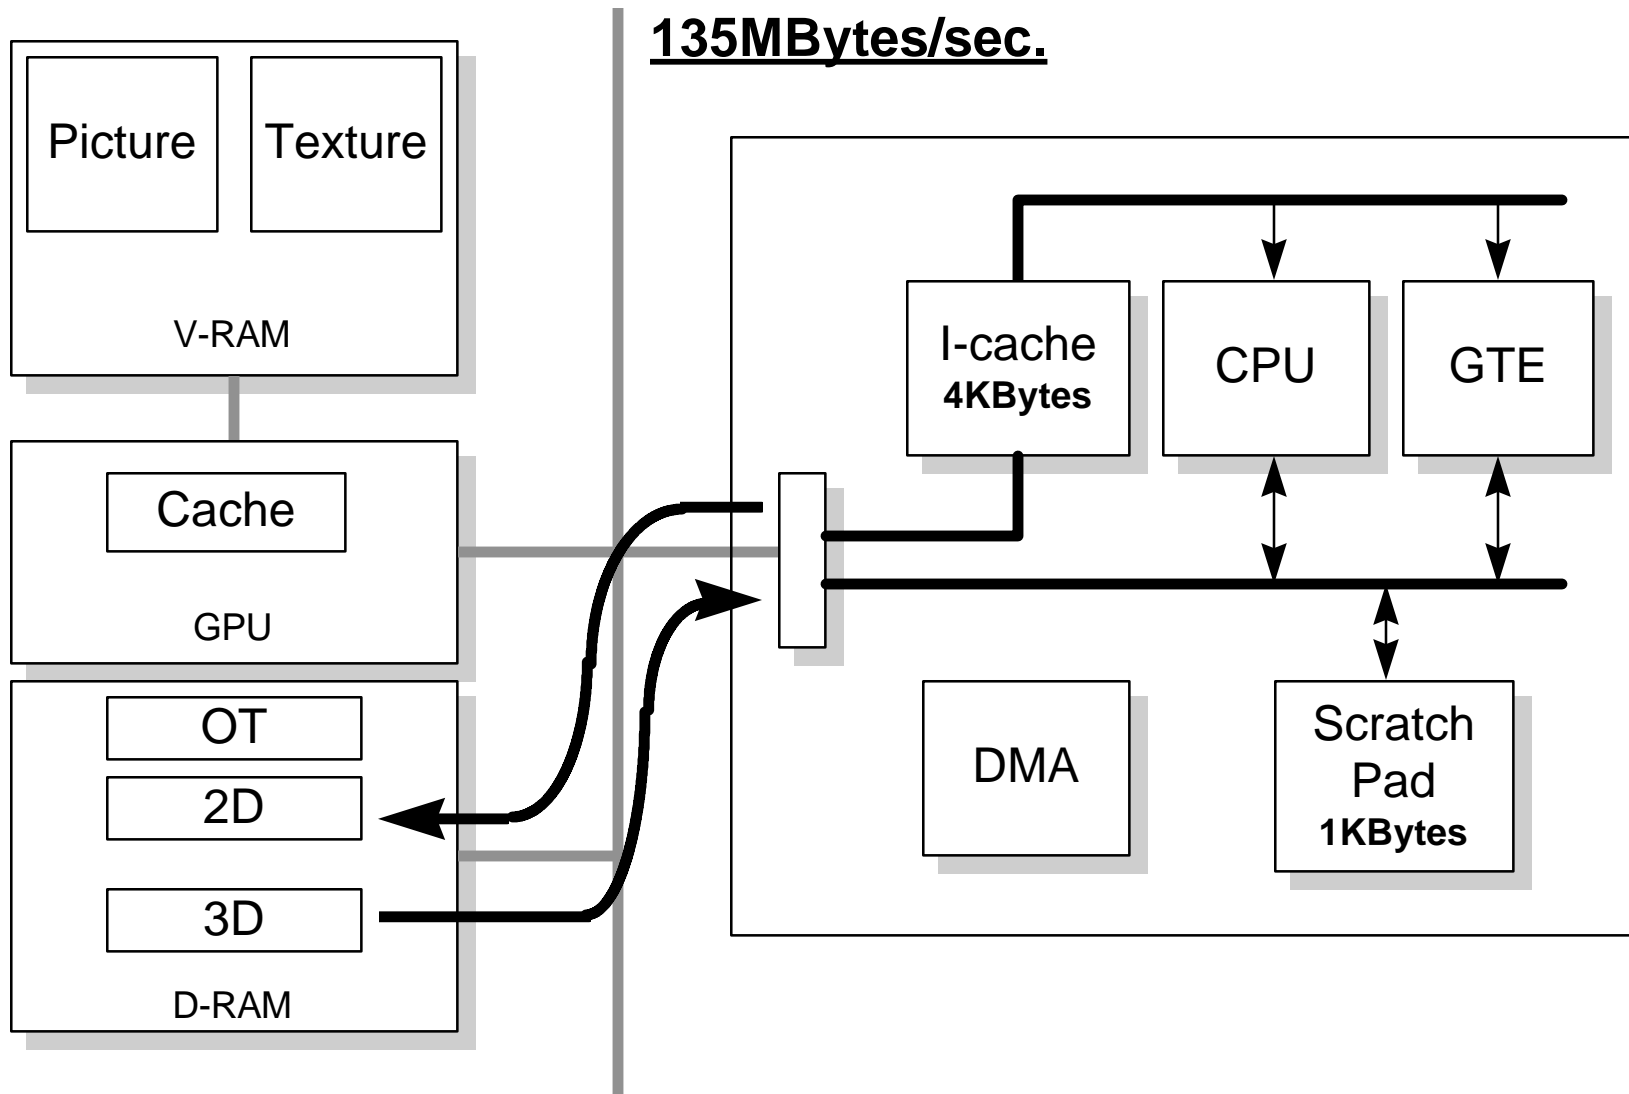 135MBytes/sec.
Picture
Texture
V-RAM
Cache
GPU
OT
2D
3D
D-RAM
I-cache
4KBytes
CPU
GTE
DMA
Scratch
Pad
1KBytes